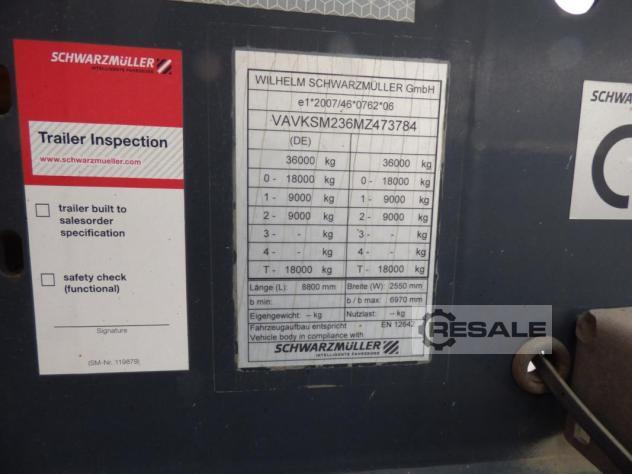 SCHWARZMÜLLER
INTELLIGENTE FAHRZEUGE
Trailer Inspection
www.schwarzmueller.com
trailer built to
salesorder
specification
safety check
(functional)
Signature
(SM-Nr. 119879)
WILHELM SCHWARZMÜLLER GmbH
e1*2007/46*0762*06
VAVKSM236MZ473784
(DE)
36000 kg 36000 kg
0 - 18000 kg 0 - 18000 kg
1 - 9000 kg 1 - 9000 kg
2 - 9000 kg 2 - 9000 kg
3 - - kg 3 - - kg
4 - - kg 4 - - kg
T - 18000 kg T - 18000 kg
Länge (L): 8800 mm Breite (W): 2550 mm
b min: b / b max: 6970 mm
Eigengewicht: -- kg Nutzlast: -- kg
Fahrzeugaufbau entspricht EN 12642
Vehicle body in compliance with
SCHWARZMÜLLER
INTELLIGENTE FAHRZEUGE
RESALE
SCHWA